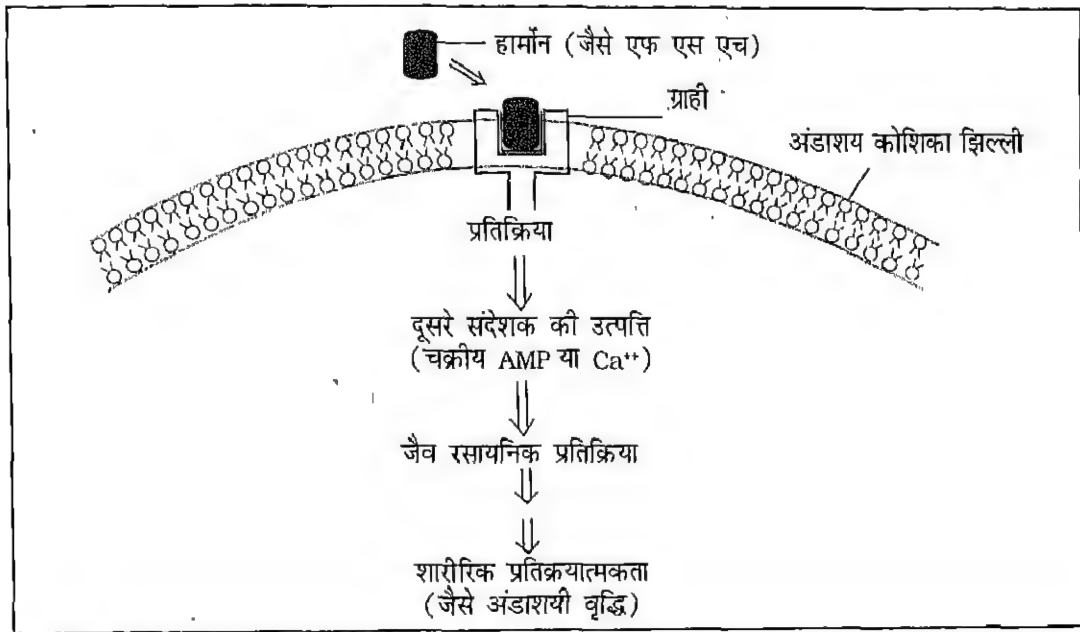 हार्मोन (जैसे एफ एस एच)
ग्राही
अंडाशय कोशिका झिल्ली
प्रतिक्रिया
दूसरे संदेशक की उत्पत्ति
(चक्रीय AMP या Ca⁺⁺)
जैव रसायनिक प्रतिक्रिया
शारीरिक प्रतिक्रयात्मकता
(जैसे अंडाशयी वृद्धि)